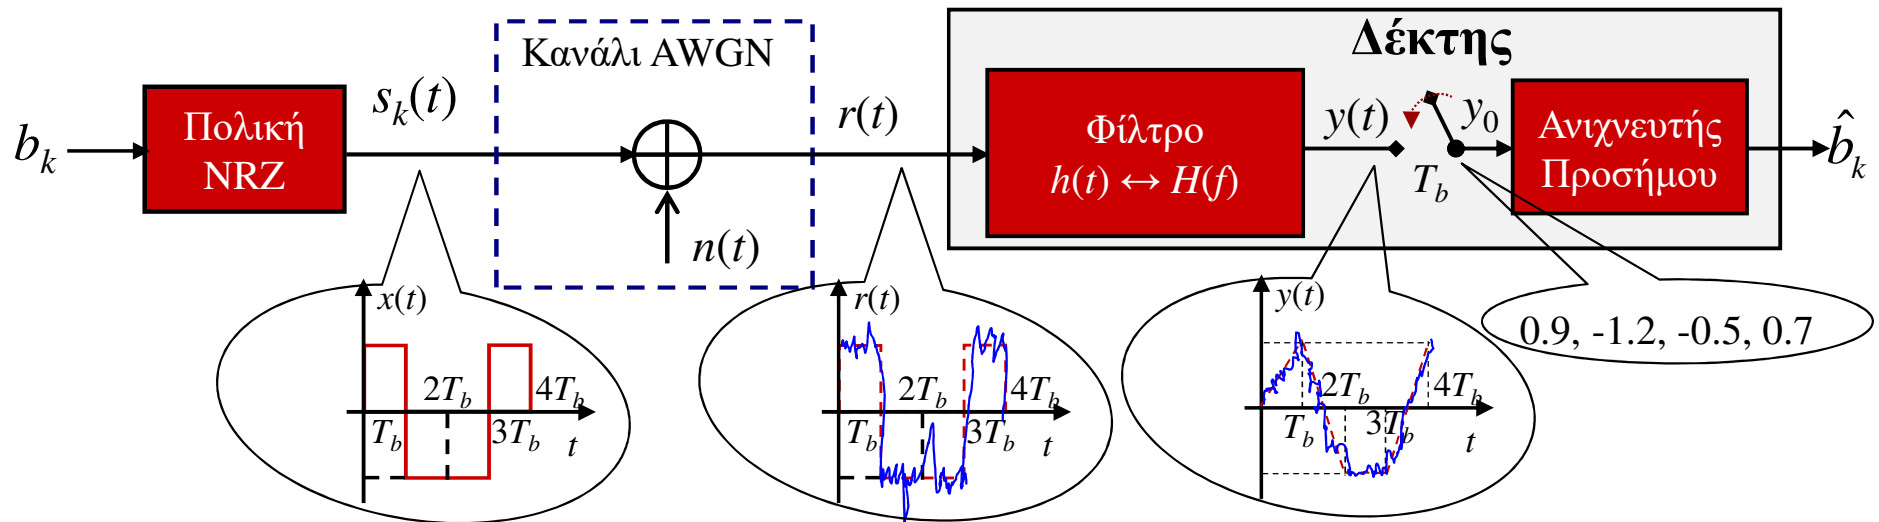 Δέκτης
Κανάλι AWGN
b_k
Πολική
NRZ
s_k(t)
n(t)
r(t)
Φίλτρο
h(t) ↔ H(f)
y(t)
T_b
y_0
Ανιχνευτής
Προσήμου
b̂_k
x(t)
2T_b
4T_b
T_b
3T_b
t
r(t)
2T_b
4T_b
T_b
3T_b
t
y(t)
2T_b
4T_b
T_b
3T_b
t
0.9, -1.2, -0.5, 0.7